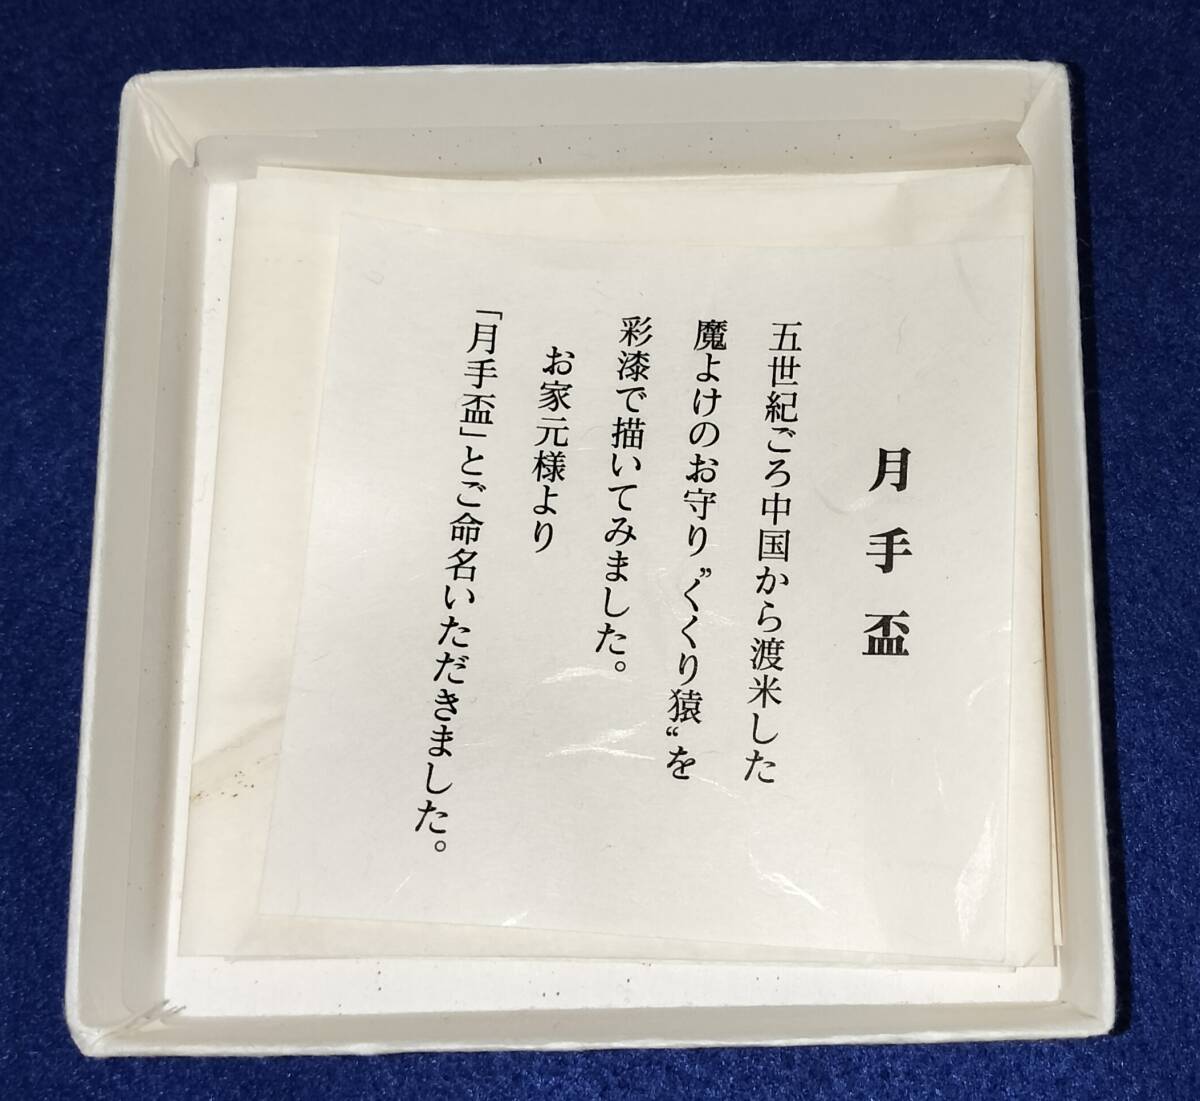 月手盃
五世紀ごろ中国から渡米した
魔よけのお守り〝くくり猿〟を
彩漆で描いてみました。
お家元様より
「月手盃」とご命名いただきました。